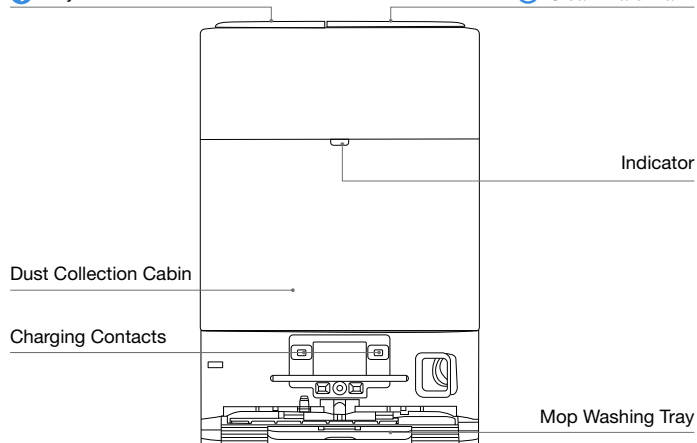 Indicator
Dust Collection Cabin
Charging Contacts
Mop Washing Tray